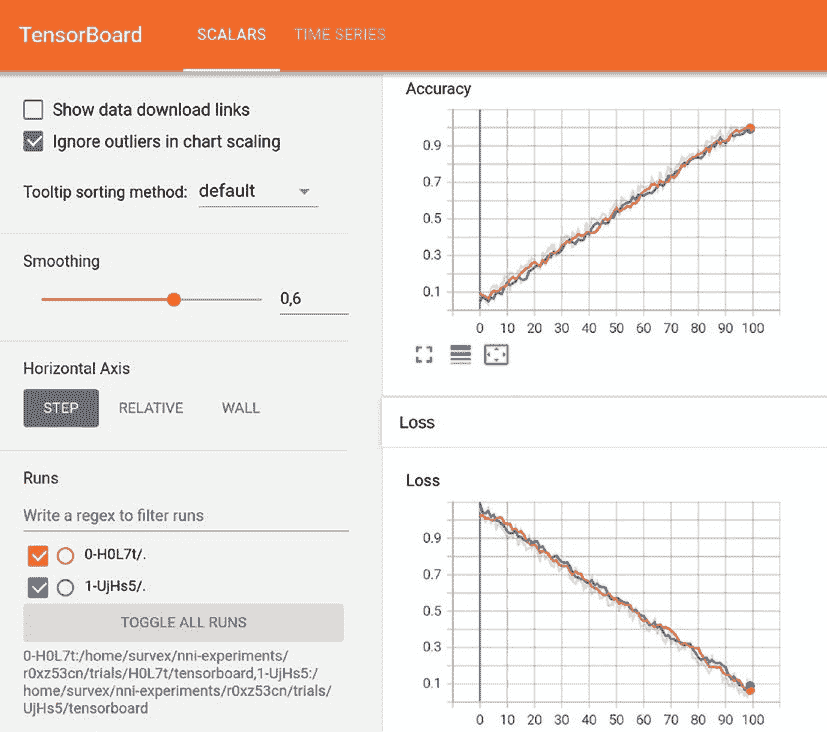 TensorBoard
SCALARS TIME SERIES
Show data download links
Ignore outliers in chart scaling
Tooltip sorting method: default
Smoothing
0,6
Horizontal Axis
STEP RELATIVE WALL
Runs
Write a regex to filter runs
0-H0L7t/.
1-UjHs5/.
TOGGLE ALL RUNS
0-H0L7t:/home/survex/nni-experiments/
r0xz53cn/trials/H0L7t/tensorboard,1-UjHs5:/
home/survex/nni-experiments/r0xz53cn/trials/
UjHs5/tensorboard
Accuracy
0.9
0.7
0.5
0.3
0.1
0 10 20 30 40 50 60 70 80 90 100
Loss
Loss
0.9
0.7
0.5
0.3
0.1
0 10 20 30 40 50 60 70 80 90 100